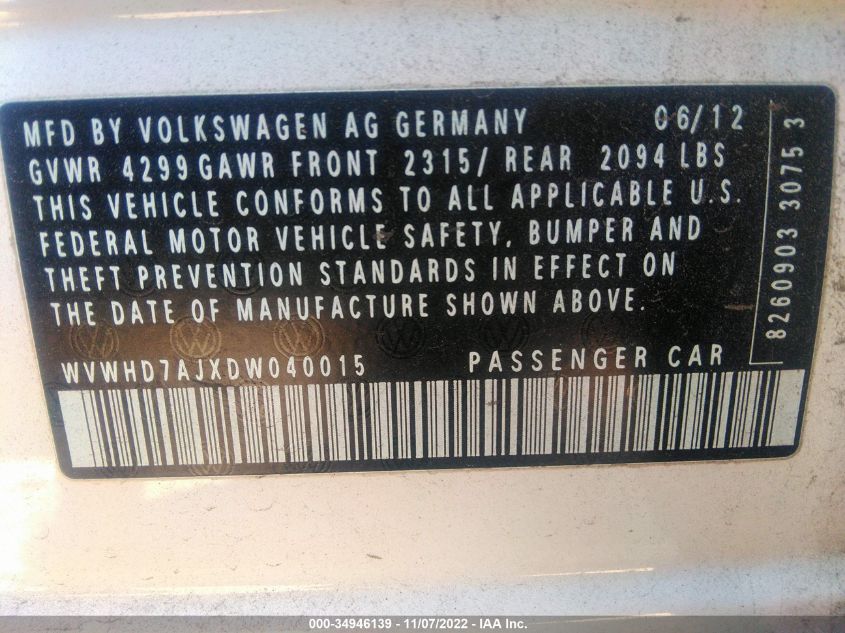 MFD BY VOLKSWAGEN AG GERMANY 06/12
GVWR 4299 GAWR FRONT 2315/ REAR 2094 LBS
THIS VEHICLE CONFORMS TO ALL APPLICABLE U.S.
FEDERAL MOTOR VEHICLE SAFETY, BUMPER AND
THEFT PREVENTION STANDARDS IN EFFECT ON
THE DATE OF MANUFACTURE SHOWN ABOVE.
WVWHD7AJXDW040015 PASSENGER CAR
8260903 3075 3
000-34946139 - 11/07/2022 - IAA Inc.